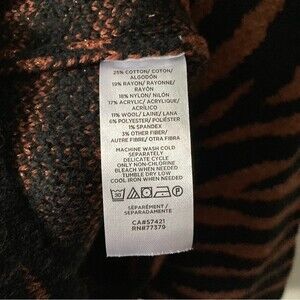 25% COTTON/ COTON/
ALGODÓN
19% RAYON/ RAYONNE/
RAYÓN
18% NYLON/ NILÓN
17% ACRYLIC/ ACRYLIQUE/
ACRÍLICO
11% WOOL/ LAINE/ LANA
6% POLYESTER/ POLIÉSTER
1% SPANDEX
3% OTHER FIBER/
AUTRE FIBRE/ OTRA FIBRA
MACHINE WASH COLD
SEPARATELY
DELICATE CYCLE
ONLY NON-CHLORINE
BLEACH WHEN NEEDED
TUMBLE DRY LOW
COOL IRON WHEN NEEDED
30
SÉPARÉMENT /
SEPARADAMENTE
CA#57421
RN#77379